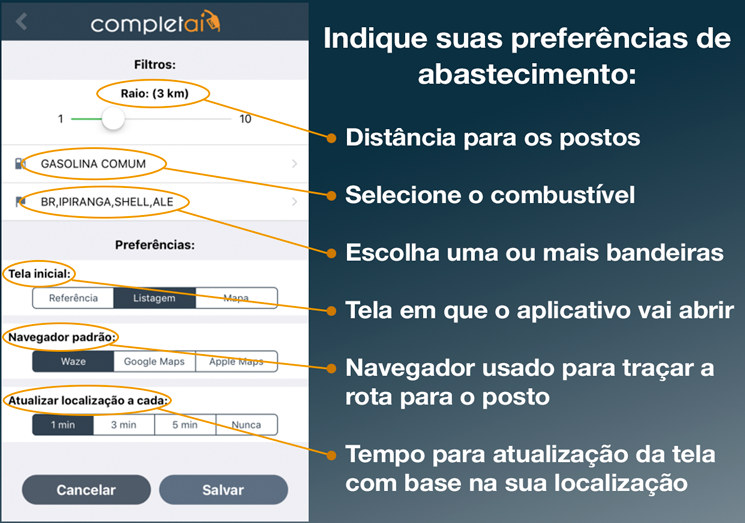 completaí
Filtros:
Raio: (3 km)
1 10
GASOLINA COMUM
BR,IPIRANGA,SHELL,ALE
Preferências:
Tela inicial:
Referência Listagem Mapa
Navegador padrão:
Waze Google Maps Apple Maps
Atualizar localização a cada:
1 min 3 min 5 min Nunca
Cancelar Salvar
Indique suas preferências de
abastecimento:
Distância para os postos
Selecione o combustível
Escolha uma ou mais bandeiras
Tela em que o aplicativo vai abrir
Navegador usado para traçar a
rota para o posto
Tempo para atualização da tela
com base na sua localização